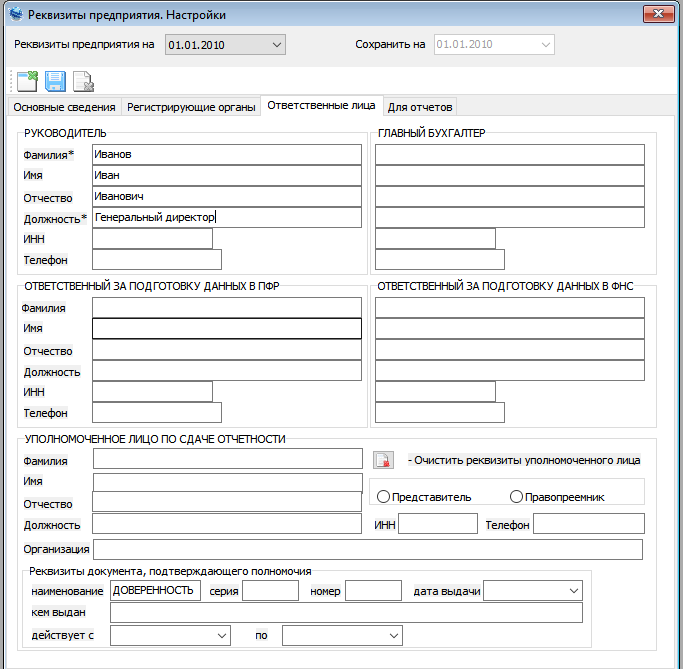 Реквизиты предприятия. Настройки
Реквизиты предприятия на 01.01.2010 Сохранить на 01.01.2010
Основные сведения Регистрирующие органы Ответственные лица Для отчетов
РУКОВОДИТЕЛЬ ГЛАВНЫЙ БУХГАЛТЕР
Фамилия* Иванов
Имя Иван
Отчество Иванович
Должность* Генеральный директор
ИНН
Телефон
ОТВЕТСТВЕННЫЙ ЗА ПОДГОТОВКУ ДАННЫХ В ПФР ОТВЕТСТВЕННЫЙ ЗА ПОДГОТОВКУ ДАННЫХ В ФНС
Фамилия
Имя
Отчество
Должность
ИНН
Телефон
УПОЛНОМОЧЕННОЕ ЛИЦО ПО СДАЧЕ ОТЧЕТНОСТИ
Фамилия - Очистить реквизиты уполномоченного лица
Имя
Отчество Представитель Правопреемник
Должность ИНН Телефон
Организация
Реквизиты документа, подтверждающего полномочия
наименование ДОВЕРЕННОСТЬ серия номер дата выдачи
кем выдан
действует с по